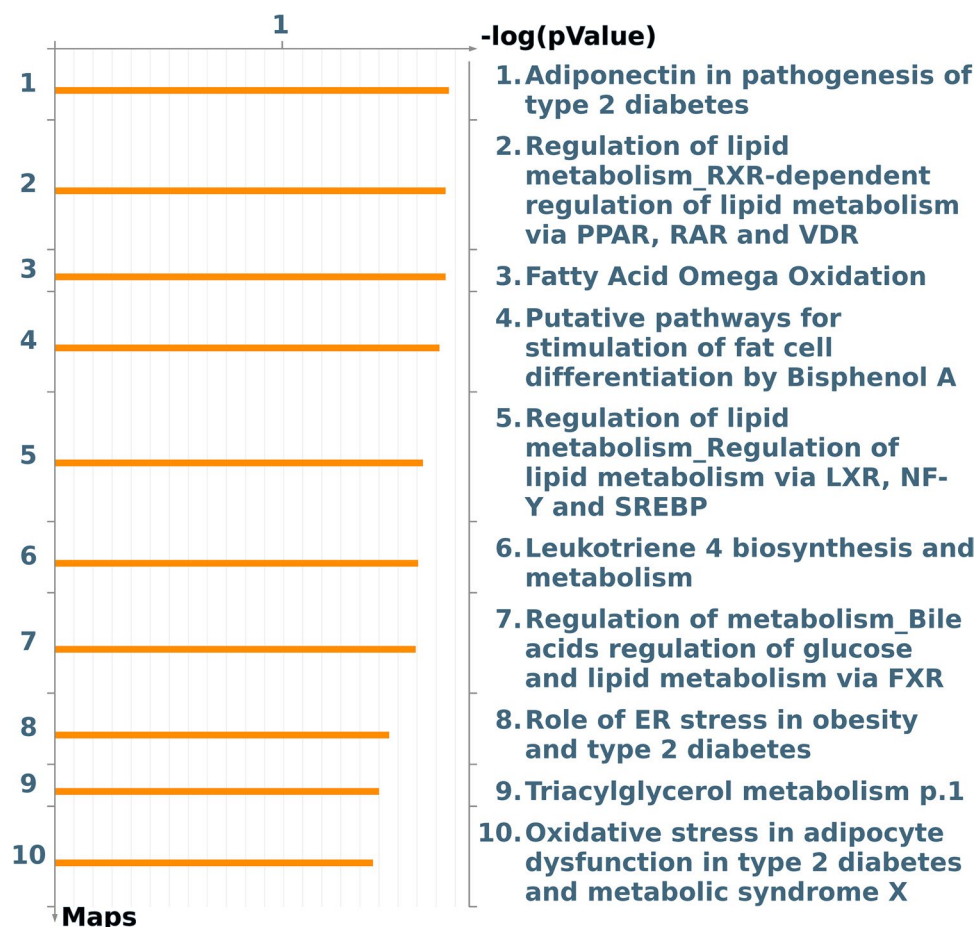 1
-log(pValue)
1
1. Adiponectin in pathogenesis of
type 2 diabetes
2
2. Regulation of lipid
metabolism_RXR-dependent
regulation of lipid metabolism
via PPAR, RAR and VDR
3
3. Fatty Acid Omega Oxidation
4
4. Putative pathways for
stimulation of fat cell
differentiation by Bisphenol A
5
5. Regulation of lipid
metabolism_Regulation of
lipid metabolism via LXR, NF-
Y and SREBP
6
6. Leukotriene 4 biosynthesis and
metabolism
7
7. Regulation of metabolism_Bile
acids regulation of glucose
and lipid metabolism via FXR
8
8. Role of ER stress in obesity
and type 2 diabetes
9
9. Triacylglycerol metabolism p.1
10
10. Oxidative stress in adipocyte
dysfunction in type 2 diabetes
and metabolic syndrome X
Maps